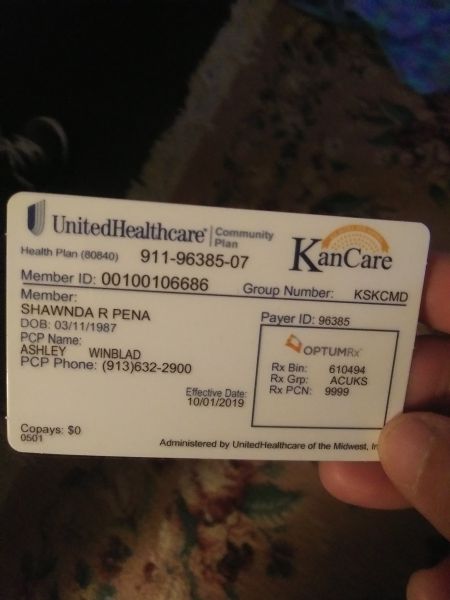 UnitedHealthcare Community Plan
KanCare
Health Plan (80840) 911-96385-07
Member ID: 00100106686
Group Number: KSKCMD
Member:
SHAWNDA R PENA
DOB: 03/11/1987
PCP Name:
ASHLEY WINBLAD
PCP Phone: (913)632-2900
Payer ID: 96385
OPTUMRx
Rx Bin: 610494
Rx Grp: ACUKS
Rx PCN: 9999
Effective Date:
10/01/2019
Copays: $0
0501
Administered by UnitedHealthcare of the Midwest,